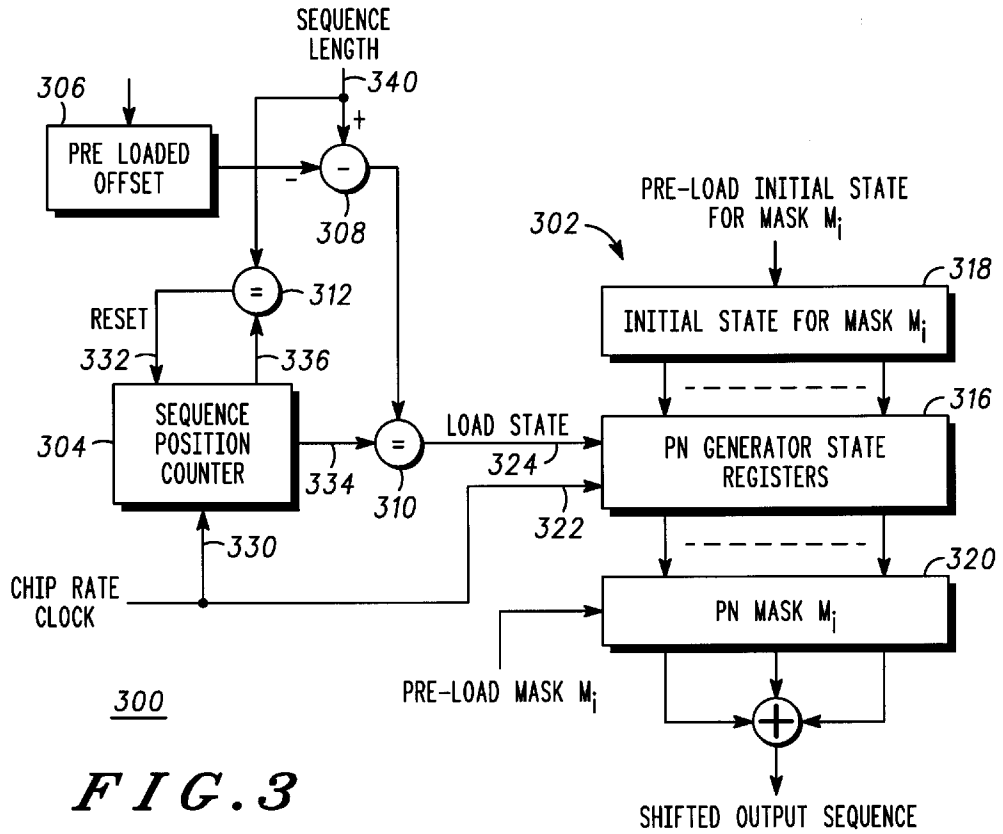 SEQUENCE
LENGTH
340
306
PRE LOADED
OFFSET
+
-
-
308
PRE-LOAD INITIAL STATE
FOR MASK Mi
302
318
INITIAL STATE FOR MASK Mi
=
312
RESET
332
336
304
SEQUENCE
POSITION
COUNTER
334
=
310
LOAD STATE
324
316
PN GENERATOR STATE
REGISTERS
322
330
CHIP RATE
CLOCK
320
PN MASK Mi
PRE-LOAD MASK Mi
+
300
FIG.3
SHIFTED OUTPUT SEQUENCE